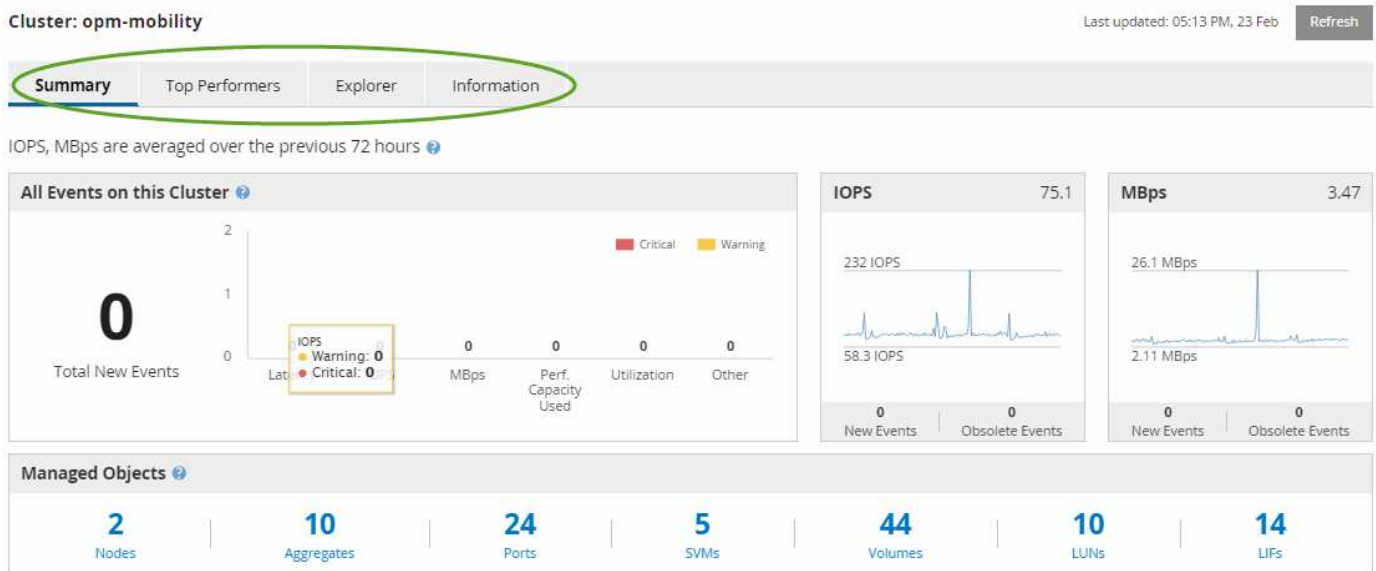 Cluster: opm-mobility
Last updated: 05:13 PM, 23 Feb
Refresh
Summary
Top Performers
Explorer
Information
IOPS, MBps are averaged over the previous 72 hours ?
All Events on this Cluster ?
0
Total New Events
2
1
0
Critical
Warning
IOPS
Warning: 0
Critical: 0
0
0
0
0
MBps
Perf.
Capacity
Used
Utilization
Other
IOPS
75.1
232 IOPS
58.3 IOPS
0
New Events
0
Obsolete Events
MBps
3.47
26.1 MBps
2.11 MBps
0
New Events
0
Obsolete Events
Managed Objects ?
2
Nodes
10
Aggregates
24
Ports
5
SVMs
44
Volumes
10
LUNs
14
LIFs